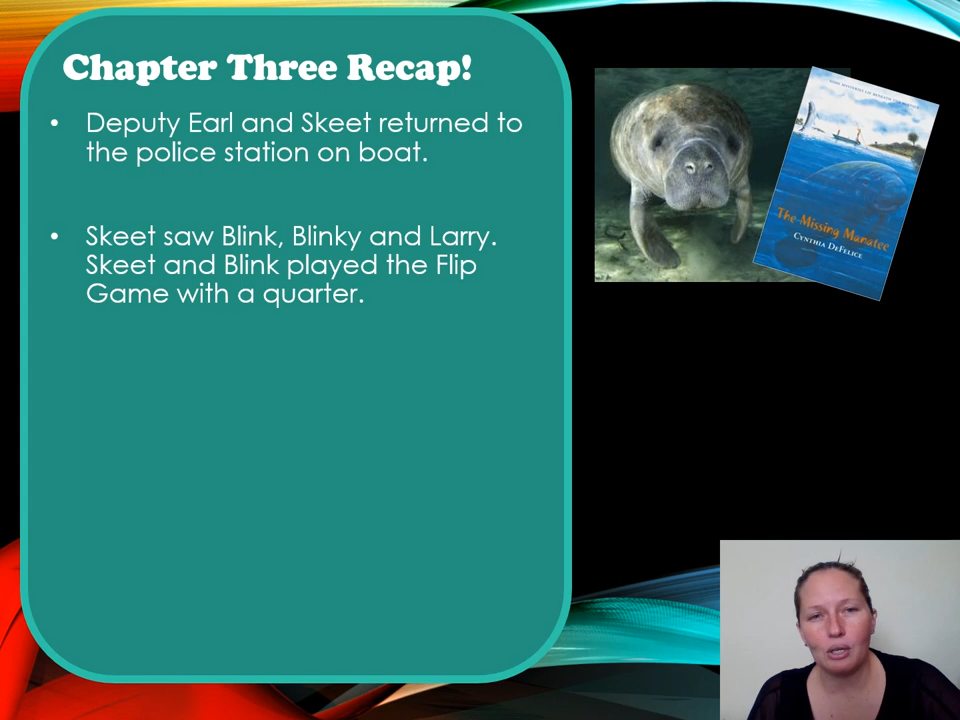 Chapter Three Recap!
• Deputy Earl and Skeet returned to
the police station on boat.
• Skeet saw Blink, Blinky and Larry.
Skeet and Blink played the Flip
Game with a quarter.
The Missing Manatee
Cynthia DeFelice